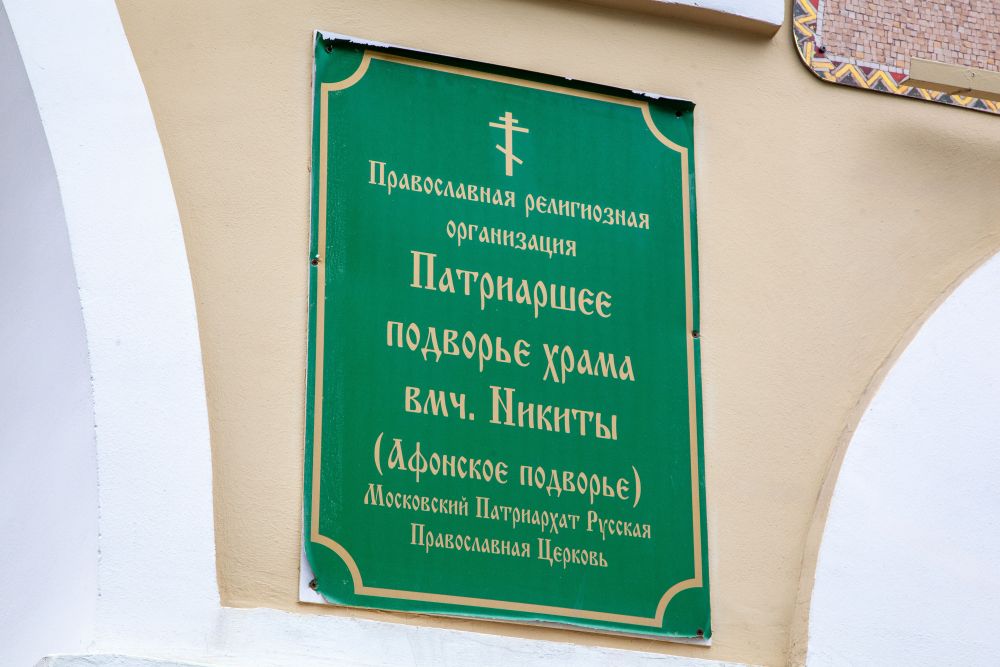 Православная религиозная
организация
Патриаршее
подворье храма
вмч. Никиты
(Афонское подворье)
Московский Патриархат Русская
Православная Церковь